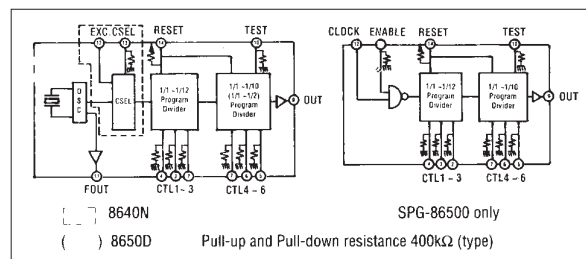 EXC.CSEL RESET TEST
OSC
CSEL
1/1 ~1/12
Program
Divider
1/1 ~1/10
(1/1 ~1/2)
Program
Divider
OUT
FOUT
CTL1~3 CTL4~6
CLOCK ENABLE RESET TEST
1/1 ~1/12
Program
Divider
1/1 ~1/10
Program
Divider
OUT
CTL1~3 CTL4~6
8640N
SPG-86500 only
( ) 8650D Pull-up and Pull-down resistance 400kΩ (type)